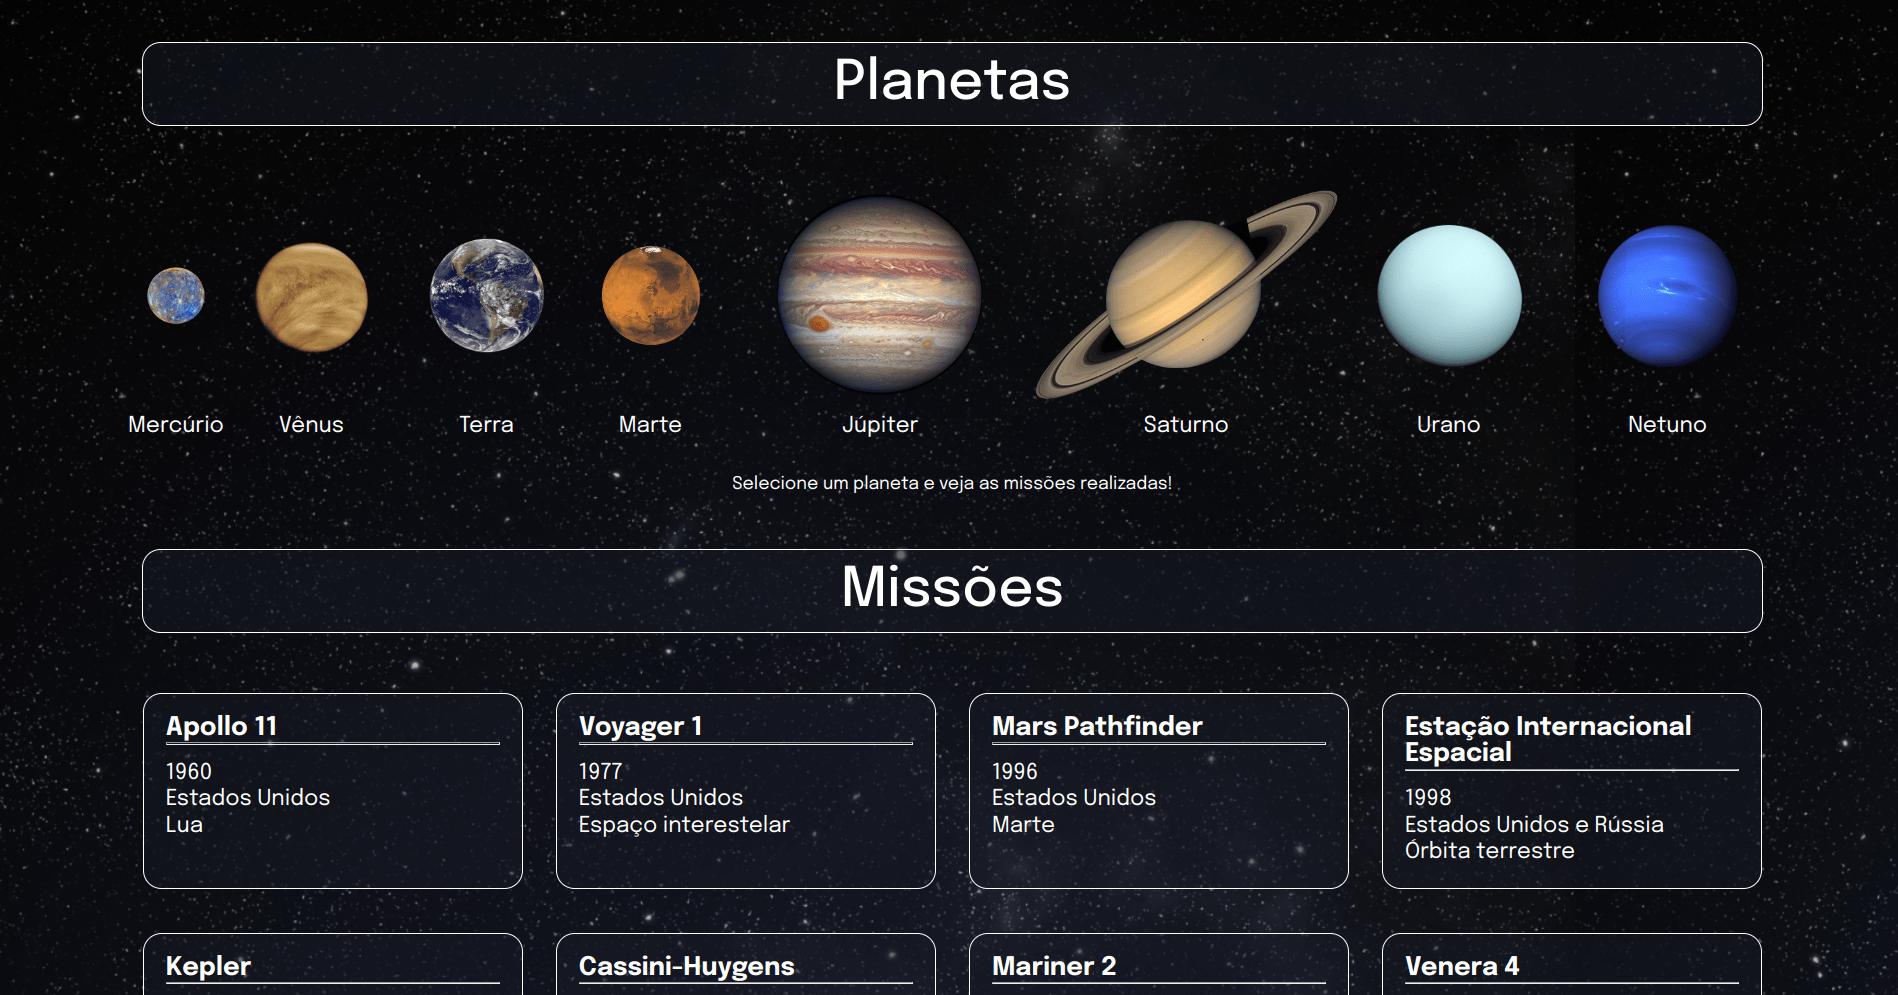 Planetas
Mercúrio Vênus Terra Marte Júpiter Saturno Urano Netuno
Selecione um planeta e veja as missões realizadas!
Missões
Apollo 11
1960
Estados Unidos
Lua
Voyager 1
1977
Estados Unidos
Espaço interestelar
Mars Pathfinder
1996
Estados Unidos
Marte
Estação Internacional
Espacial
1998
Estados Unidos e Rússia
Órbita terrestre
Kepler
Cassini-Huygens
Mariner 2
Venera 4